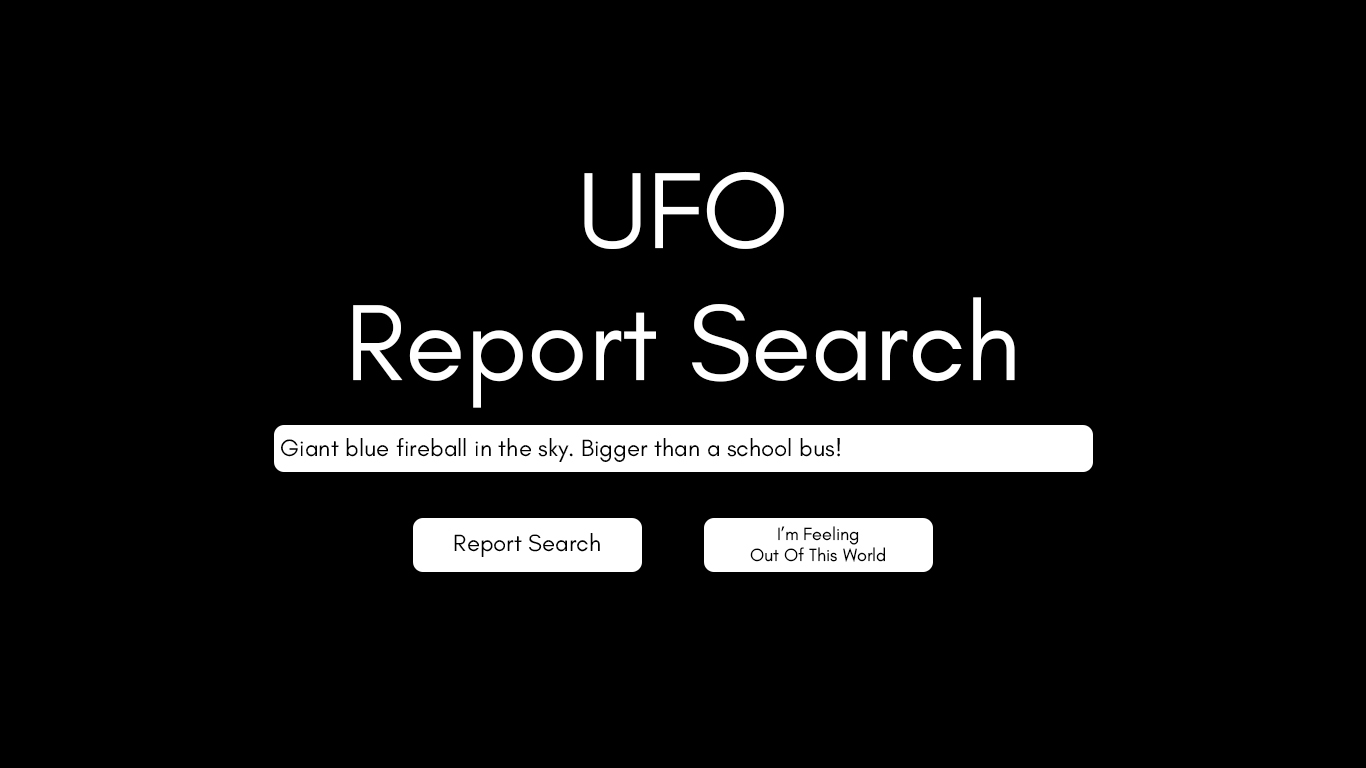 UFO
Report Search
Giant blue fireball in the sky. Bigger than a school bus!
Report Search
I'm Feeling
Out Of This World